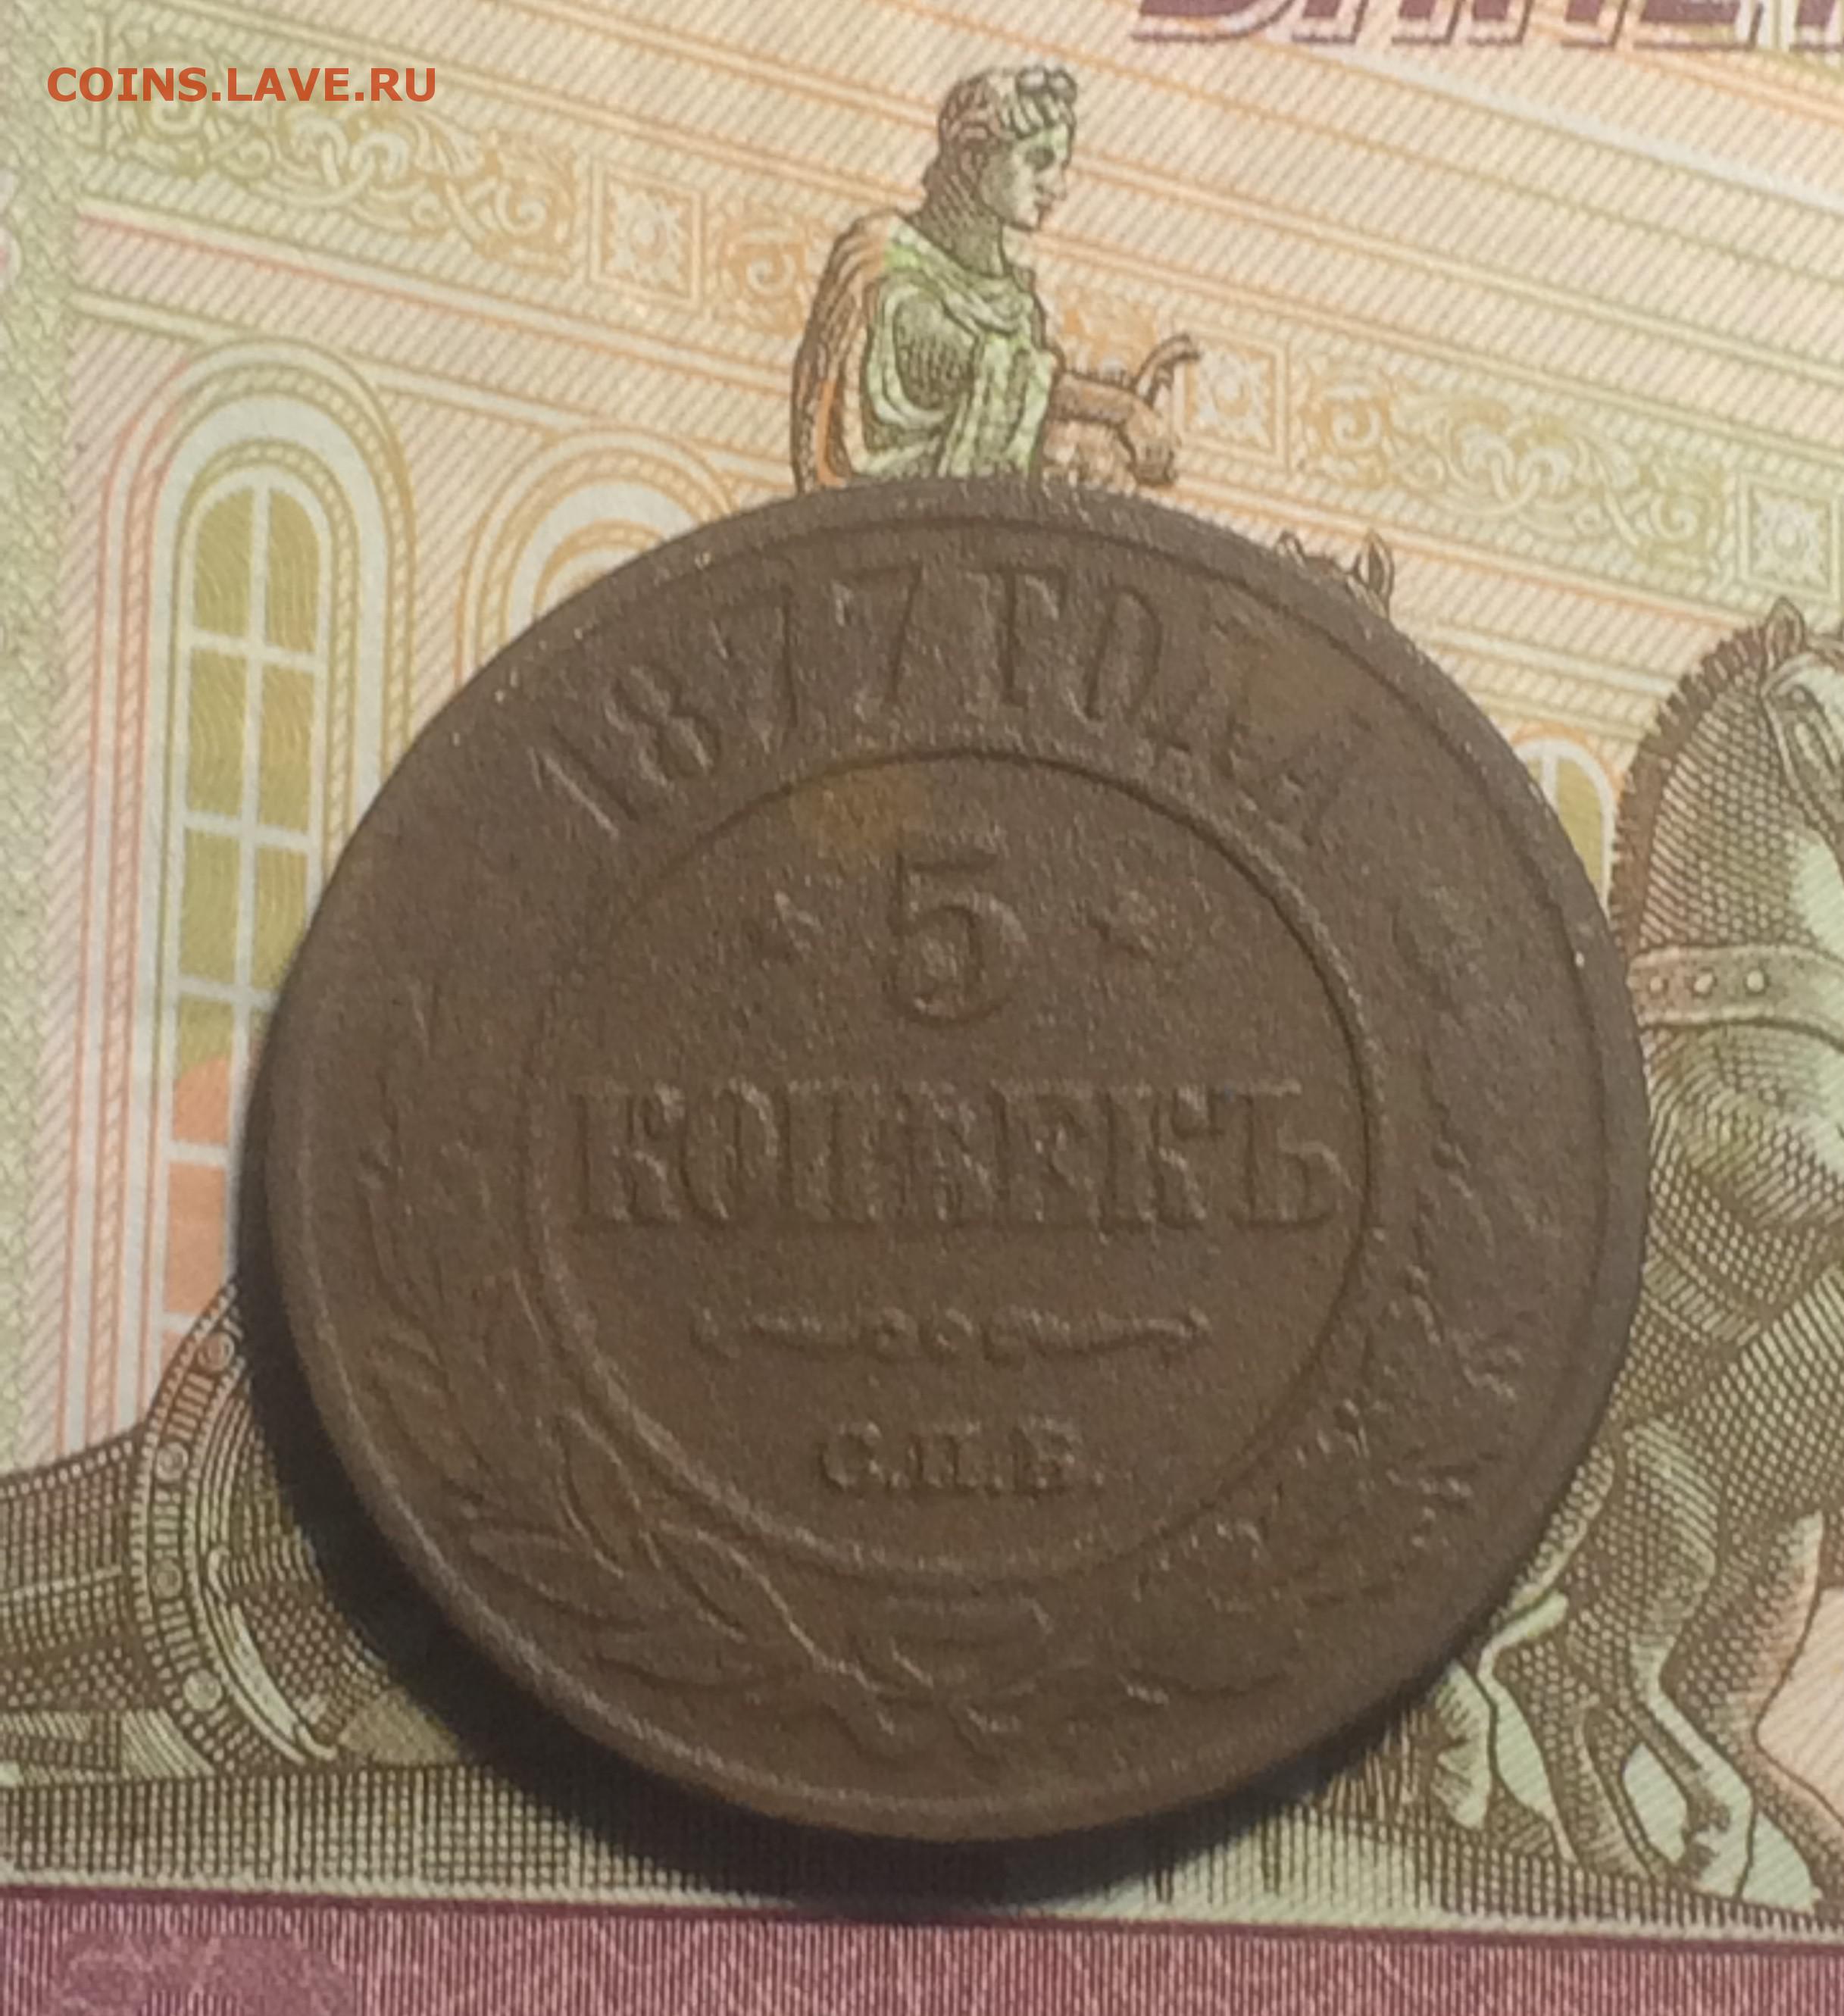 COINS.LAVE.RU
1877 ГОДА
5
КОПѢЕКЪ
С.П.Б.